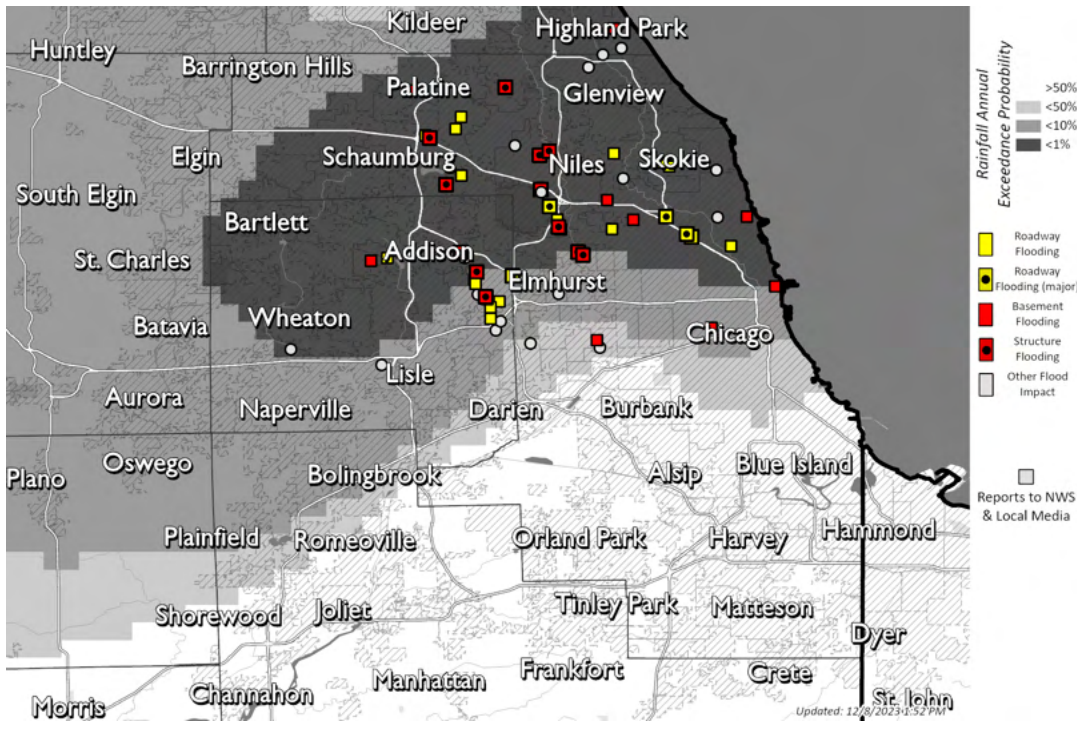 Kildeer
Highland Park
Huntley
Barrington Hills
Palatine
Glenview
Elgin
Schaumburg
Niles
Skokie
South Elgin
Bartlett
St. Charles
Addison
Elmhurst
Batavia
Wheaton
Chicago
Lisle
Aurora
Naperville
Darien
Burbank
Plano
Oswego
Bolingbrook
Alsip
Blue Island
Plainfield
Romeoville
Orland Park
Harvey
Hammond
Shorewood
Joliet
Tinley Park
Matteson
Dyer
Morris
Channahon
Manhattan
Frankfort
Crete
St. John
Updated: 12/8/2023 1:52 PM
Rainfall Annual
Exceedance Probability
>50%
<50%
<10%
<1%
Roadway
Flooding
Roadway
Flooding (major)
Basement
Flooding
Structure
Flooding
Other Flood
Impact
Reports to NWS
& Local Media